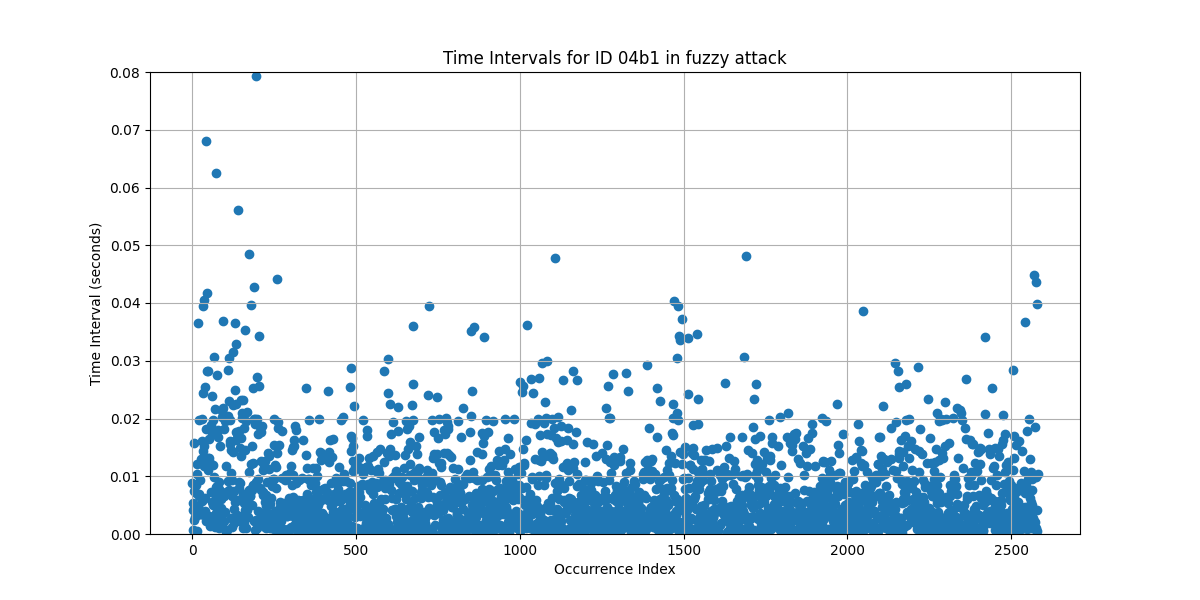 Time Intervals for ID 04b1 in fuzzy attack
0.08
0.07
0.06
0.05
0.04
0.03
0.02
0.01
0.00
Time Interval (seconds)
0 500 1000 1500 2000 2500
Occurrence Index